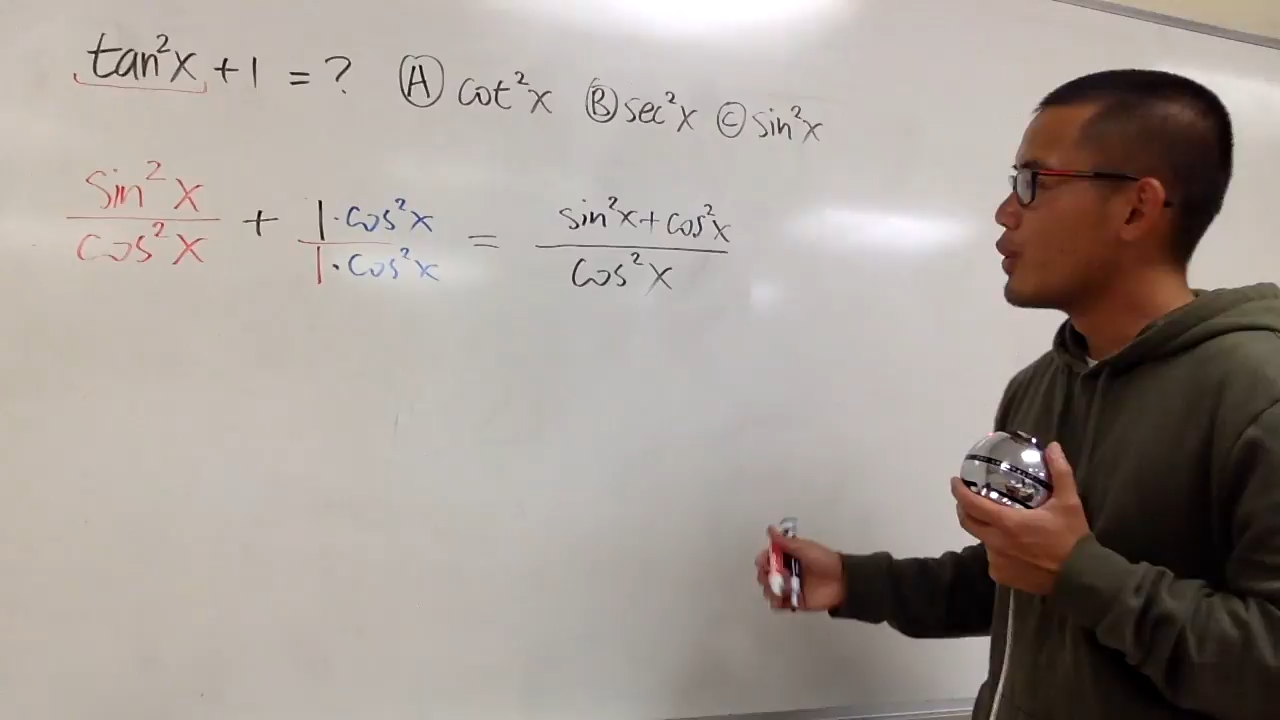 tan²x + 1 = ? Ⓐ cot²x Ⓑ sec²x Ⓒ sin²x
sin²x/cos²x + 1·cos²x/1·cos²x = sin²x+cos²x/cos²x